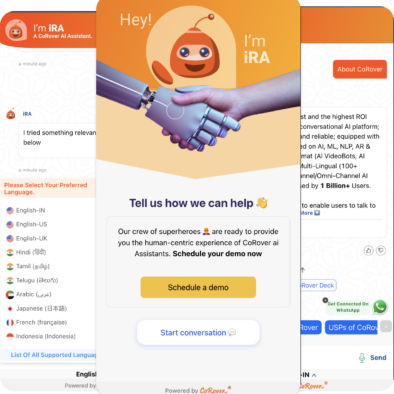 I'm iRA
A CoRover AI Assistant.
a minute ago
iRA
I tried something relevan
below
a minute ago
Please Select Your Preferred
Language.
English-IN
English-US
English-UK
Hindi (हिंदी)
Tamil (தமிழ்)
Telugu (తెలుగు)
Arabic (عربي)
Japanese (日本語)
French (française)
Indonesia (Indonesia)
List Of All Supported Langua
Englis
Powered
Hey!
I'm
iRA
Tell us how we can help 👋
Our crew of superheroes are ready to provide
you the human-centric experience of CoRover ai
Assistants. Schedule your demo now
Schedule a demo
Start conversation
Powered by CoRover
About CoRover
st and the highest ROI
conversational AI platform;
and reliable; equipped with
d on AI, ML, NLP, AR &
mat (AI VideoBots, AI
Multi-Lingual (100+
nnel/Omni-Channel AI
sed by 1 Billion+ Users.
to enable users to talk to
More
Rover Deck
Get Connected On
WhatsApp
Rover
USPs of CoRov
Send
-IN
Rover